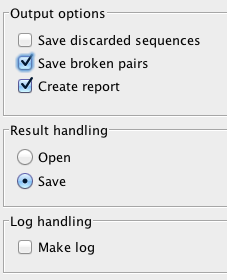 Output options
Save discarded sequences
Save broken pairs
Create report
Result handling
Open
Save
Log handling
Make log